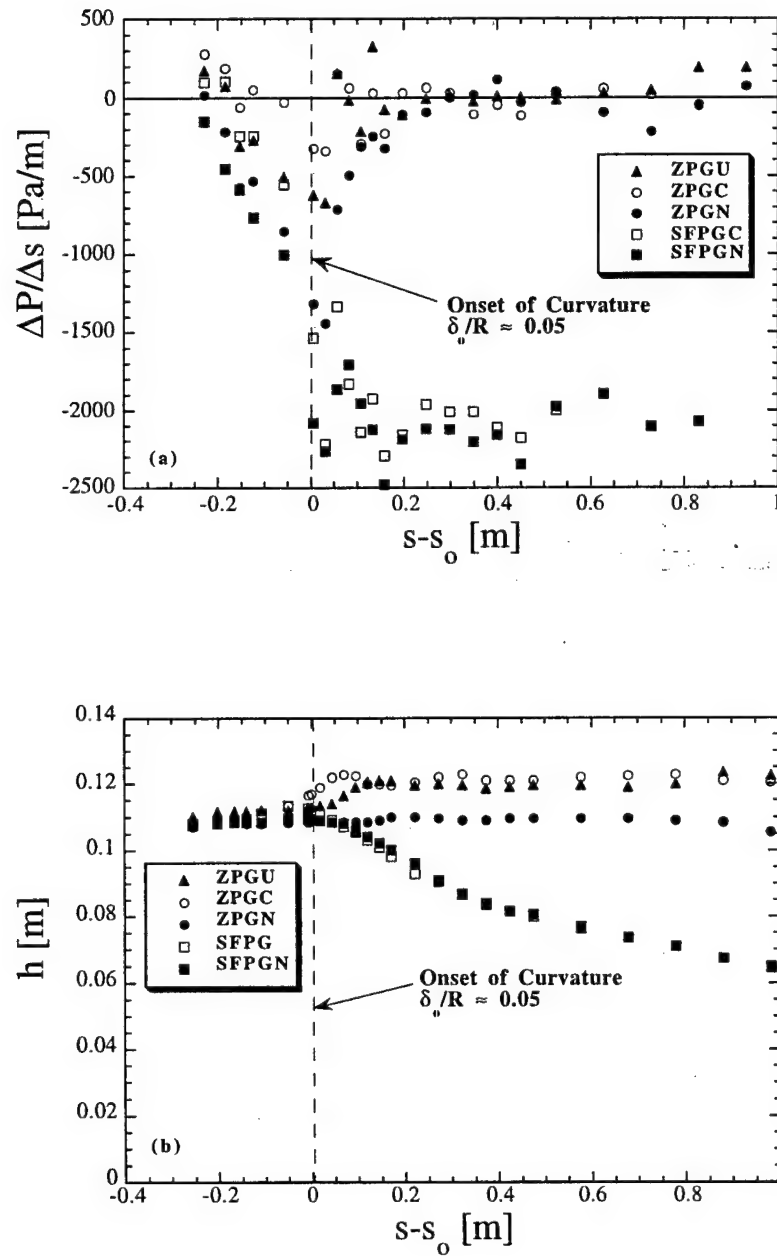 500
0
-500
-1000
-1500
-2000
-2500
ΔP/Δs [Pa/m]
ZPGU
ZPGC
ZPGN
SFPGC
SFPGN
Onset of Curvature
δo/R ≈ 0.05
(a)
-0.4 -0.2 0 0.2 0.4 0.6 0.8 1
s-so [m]
0.14
0.12
0.1
0.08
0.06
0.04
0.02
0
h [m]
ZPGU
ZPGC
ZPGN
SFPG
SFPGN
Onset of Curvature
δo/R ≈ 0.05
(b)
-0.4 -0.2 0 0.2 0.4 0.6 0.8
s-so [m]